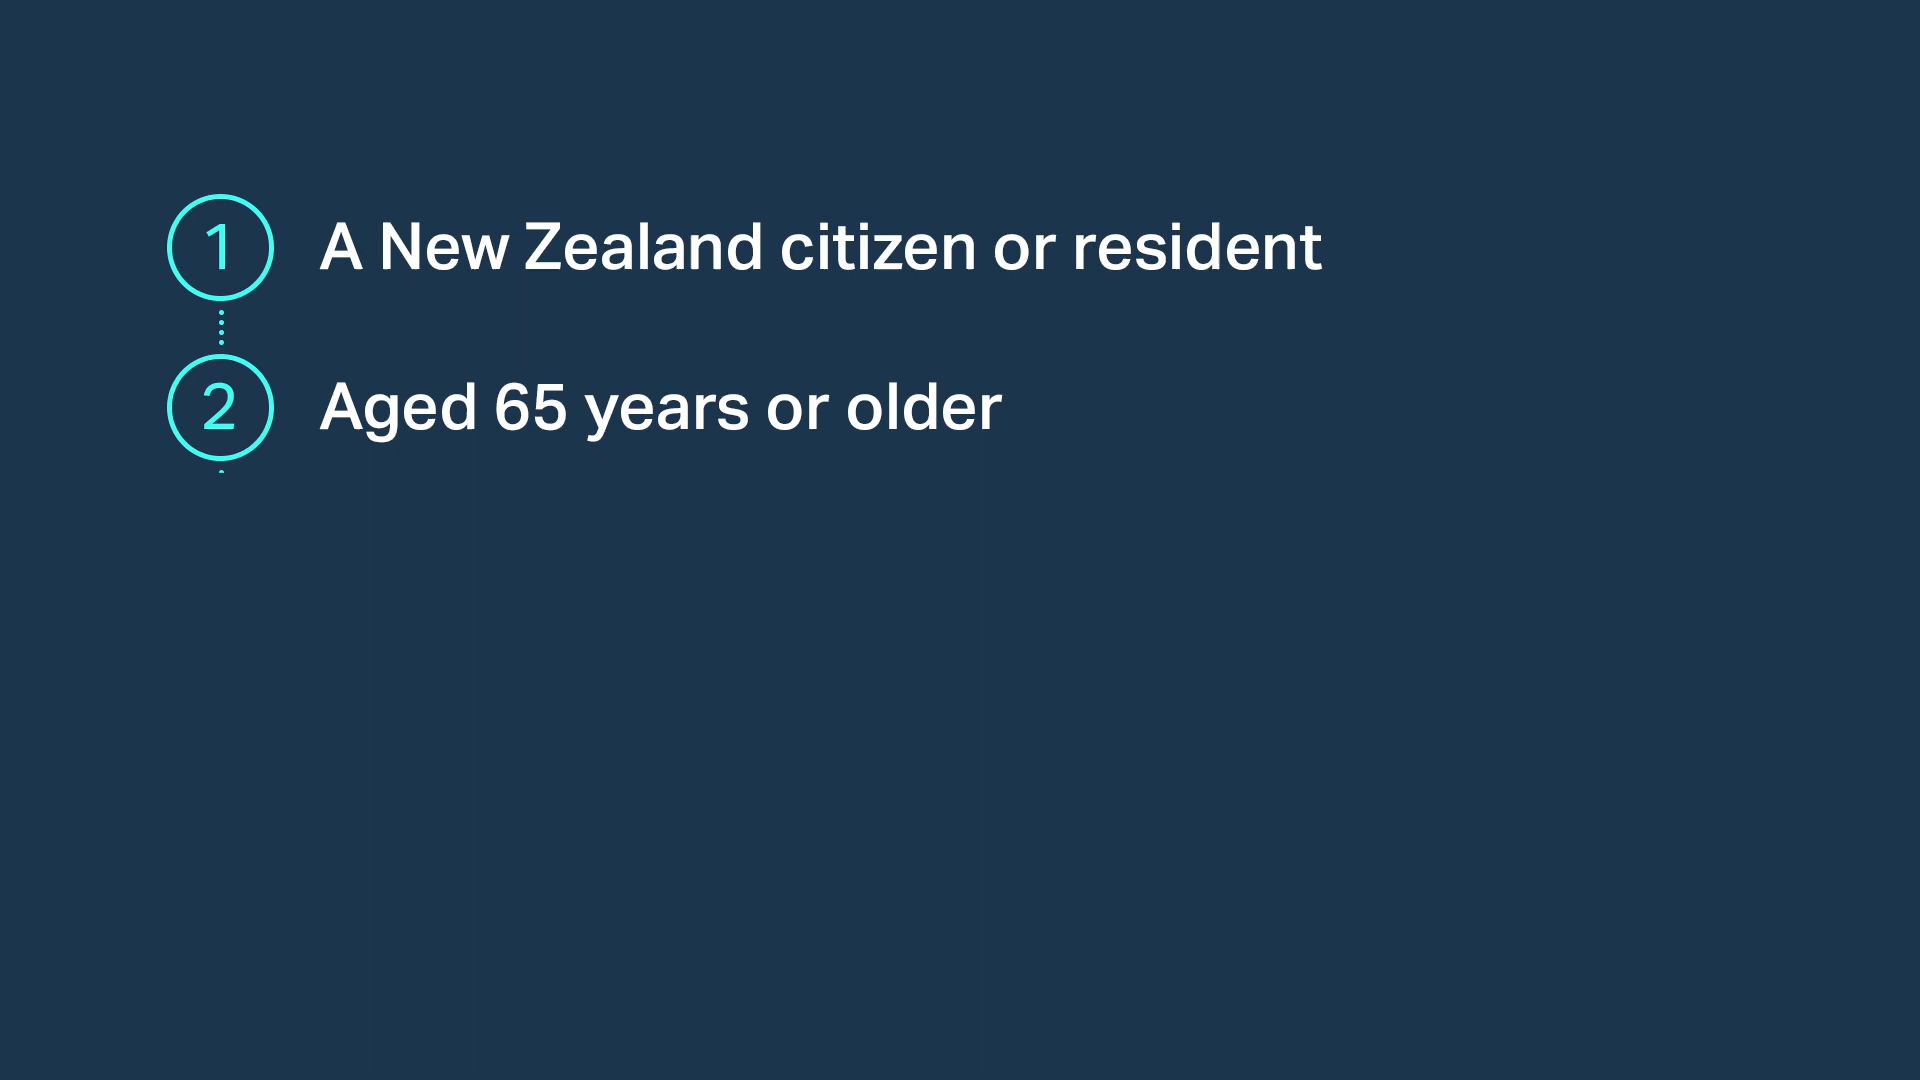 1 A New Zealand citizen or resident
2 Aged 65 years or older